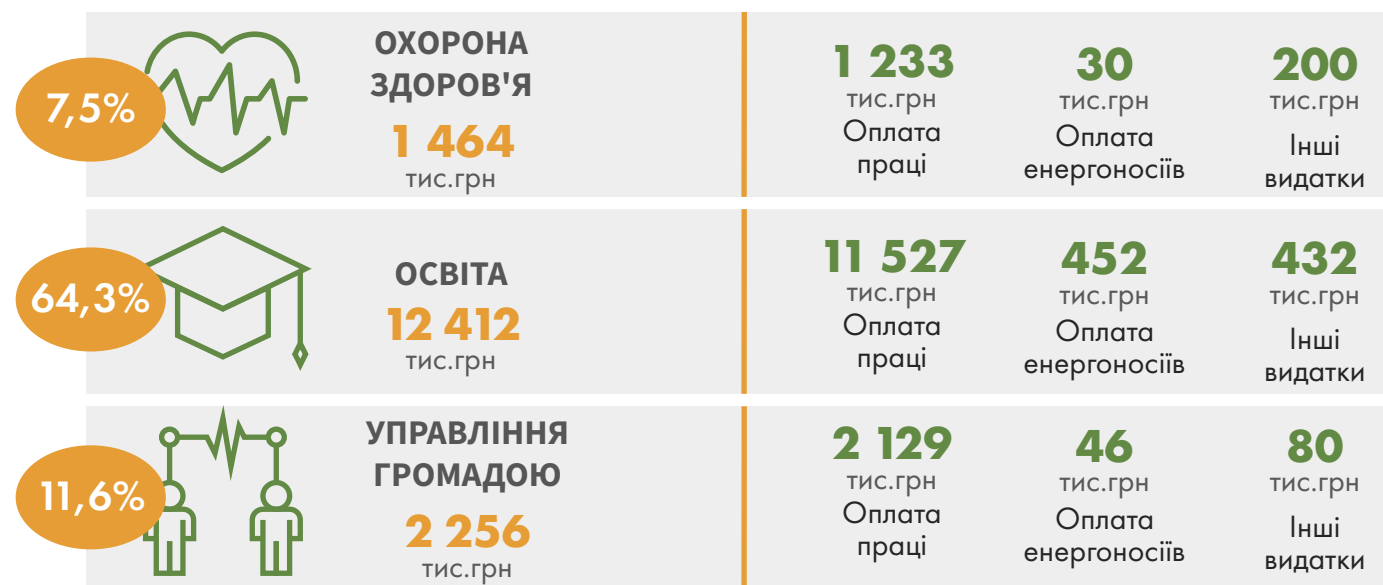 7,5%
ОХОРОНА
ЗДОРОВ'Я
1 464
тис.грн
1 233
тис.грн
Оплата
праці
30
тис.грн
Оплата
енергоносіїв
200
тис.грн
Інші
видатки
64,3%
ОСВІТА
12 412
тис.грн
11 527
тис.грн
Оплата
праці
452
тис.грн
Оплата
енергоносіїв
432
тис.грн
Інші
видатки
11,6%
УПРАВЛІННЯ
ГРОМАДОЮ
2 256
тис.грн
2 129
тис.грн
Оплата
праці
46
тис.грн
Оплата
енергоносіїв
80
тис.грн
Інші
видатки